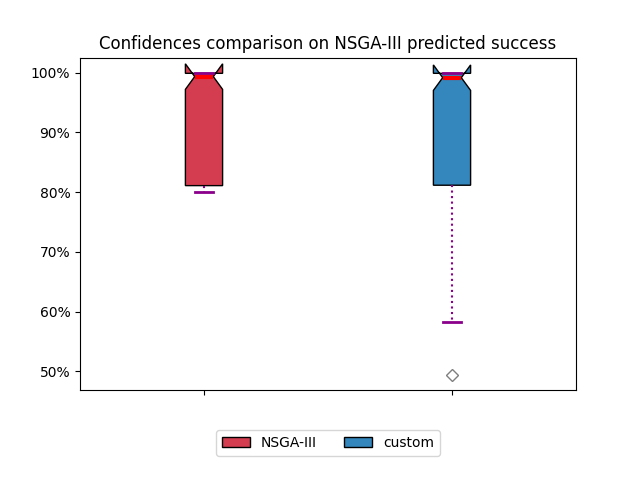 Confidences comparison on NSGA-III predicted success
100%
90%
80%
70%
60%
50%
NSGA-III
custom